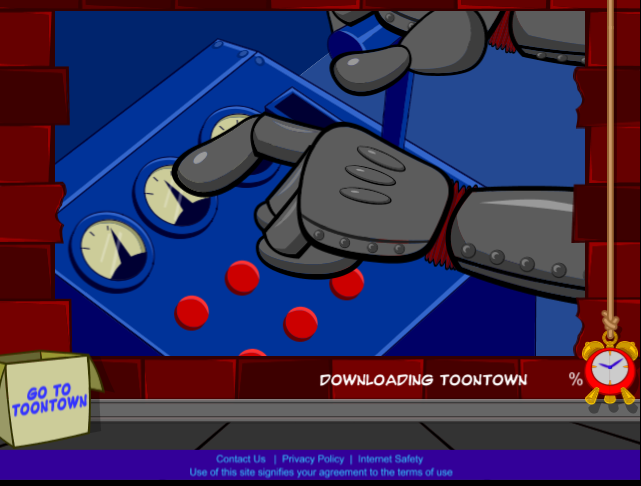 DOWNLOADING TOONTOWN %
GO TO
TOONTOWN
Contact Us | Privacy Policy | Internet Safety
Use of this site signifies your agreement to the terms of use